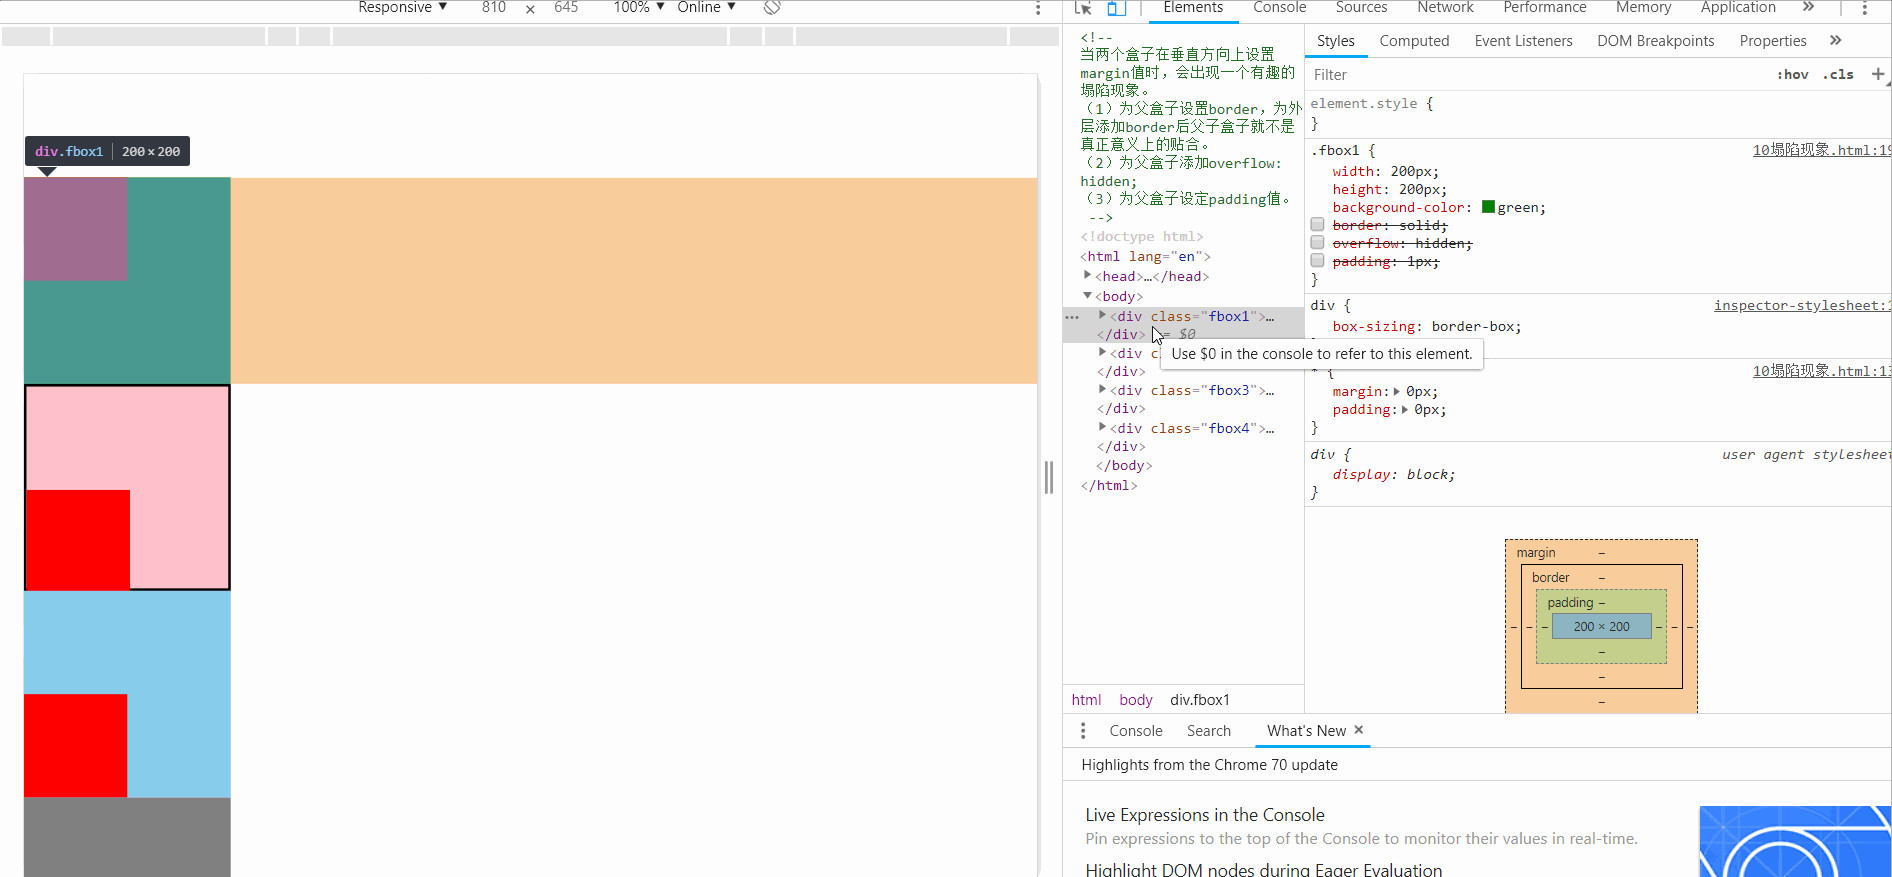 Responsive ▼ 810 × 645 100% ▼ Online ▼
Elements Console Sources Network Performance Memory Application »
div.fbox1 200×200
<!--
当两个盒子在垂直方向上设置
margin值时，会出现一个有趣的
塌陷现象。
（1）为父盒子设置border，为外
层添加border后父子盒子就不是
真正意义上的贴合。
（2）为父盒子添加overflow:
hidden;
（3）为父盒子设定padding值。
-->
<!doctype html>
<html lang="en">
▶<head>…</head>
▼<body>
… ▶<div class="fbox1">…
</div> == $0
▶<div c
</div>
▶<div class="fbox3">…
</div>
▶<div class="fbox4">…
</div>
</body>
</html>
Use $0 in the console to refer to this element.
html body div.fbox1
Styles Computed Event Listeners DOM Breakpoints Properties »
Filter :hov .cls +
element.style {
}
.fbox1 { 10塌陷现象.html:19
width: 200px;
height: 200px;
background-color: green;
border: solid;
overflow: hidden;
padding: 1px;
}
div { inspector-stylesheet:1
box-sizing: border-box;
* { 10塌陷现象.html:13
margin:▶ 0px;
padding:▶ 0px;
}
div { user agent stylesheet
display: block;
}
margin –
border –
padding –
– – – 200 × 200 – – –
–
–
–
Console Search What's New ×
Highlights from the Chrome 70 update
Live Expressions in the Console
Pin expressions to the top of the Console to monitor their values in real-time.
Highlight DOM nodes during Eager Evaluation